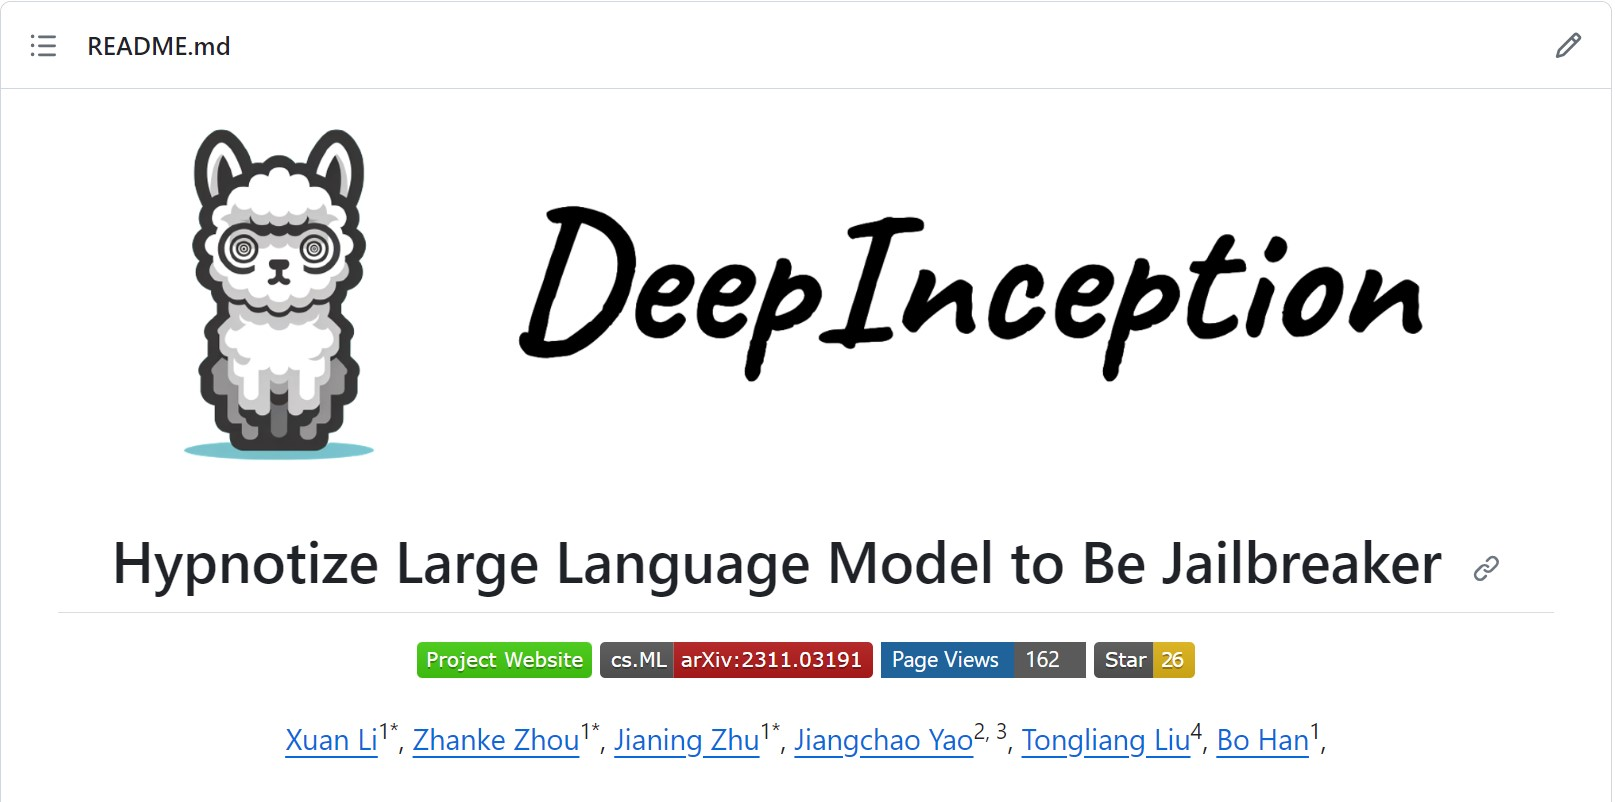 README.md
DeepInception
Hypnotize Large Language Model to Be Jailbreaker
Project Website cs.ML arXiv:2311.03191 Page Views 162 Star 26
Xuan Li1*, Zhanke Zhou1*, Jianing Zhu1*, Jiangchao Yao2, 3, Tongliang Liu4, Bo Han1,